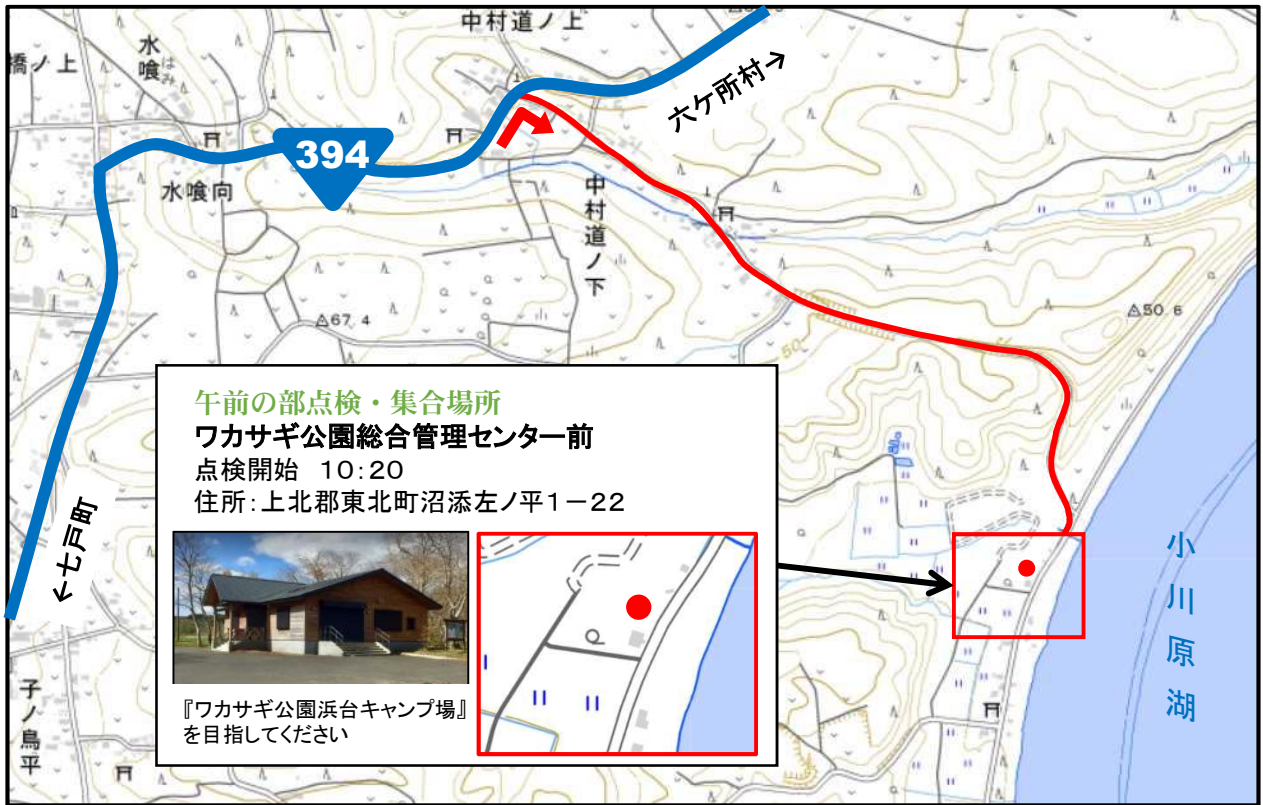 中村道ノ上
水喰
はみ
橋ノ上
六ケ所村→
394
水喰向
中村道ノ下
△67.4
△50.6
50
午前の部点検・集合場所
ワカサギ公園総合管理センター前
点検開始 10:20
住所:上北郡東北町沼添左ノ平1－22
『ワカサギ公園浜台キャンプ場』
を目指してください
←七戸町
小川原湖
子ノ鳥平